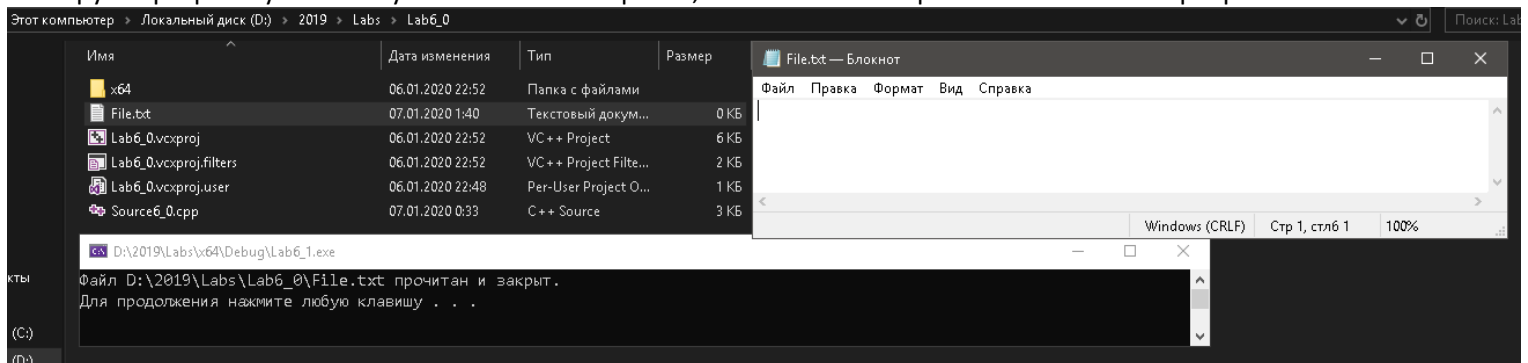 Этот компьютер > Локальный диск (D:) > 2019 > Labs > Lab6_0
Поиск: Lab
Имя Дата изменения Тип Размер
x64 06.01.2020 22:52 Папка с файлами
File.txt 07.01.2020 1:40 Текстовый докум... 0 КБ
Lab6_0.vcxproj 06.01.2020 22:52 VC++ Project 6 КБ
Lab6_0.vcxproj.filters 06.01.2020 22:52 VC++ Project Filte... 2 КБ
Lab6_0.vcxproj.user 06.01.2020 22:48 Per-User Project O... 1 КБ
Source6_0.cpp 07.01.2020 0:33 C++ Source 3 КБ
File.txt — Блокнот
Файл Правка Формат Вид Справка
Windows (CRLF) Стр 1, стлб 1 100%
D:\2019\Labs\x64\Debug\Lab6_1.exe
Файл D:\2019\Labs\Lab6_0\File.txt прочитан и закрыт.
Для продолжения нажмите любую клавишу . . .
кты
(C:)
(D:)